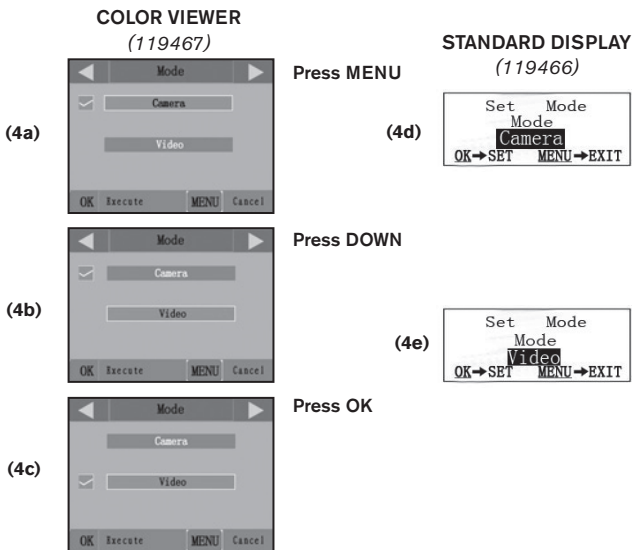 COLOR VIEWER
(119467)
(4a)
Mode
Camera
Video
OK Execute MENU Cancel
Press MENU
(4b)
Mode
Camera
Video
OK Execute MENU Cancel
Press DOWN
(4c)
Mode
Camera
Video
OK Execute MENU Cancel
Press OK
STANDARD DISPLAY
(119466)
(4d)
Set Mode
Mode
Camera
OK→SET MENU→EXIT
(4e)
Set Mode
Mode
Video
OK→SET MENU→EXIT